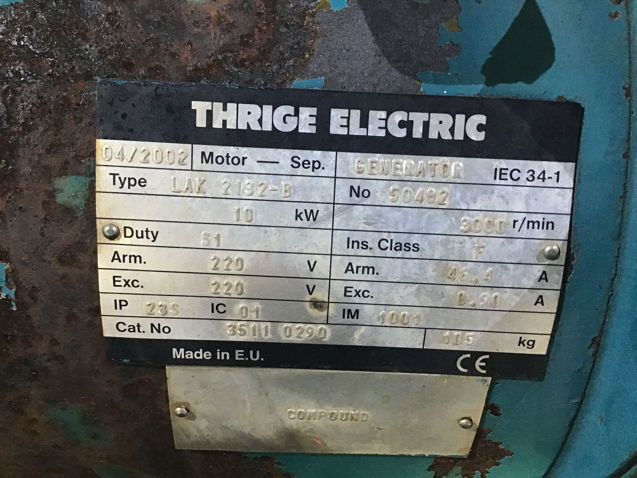 THRIGE ELECTRIC
04/2002 Motor — Sep. GENERATOR IEC 34-1
Type LAK 2132-B No 50482
10 kW 3000 r/min
Duty S1 Ins. Class F
Arm. 220 V Arm. 45.4 A
Exc. 220 V Exc. 0.90 A
IP 23S IC 01 IM 1001
Cat. No 3511 0290 105 kg
Made in E.U. CE
COMPOUND